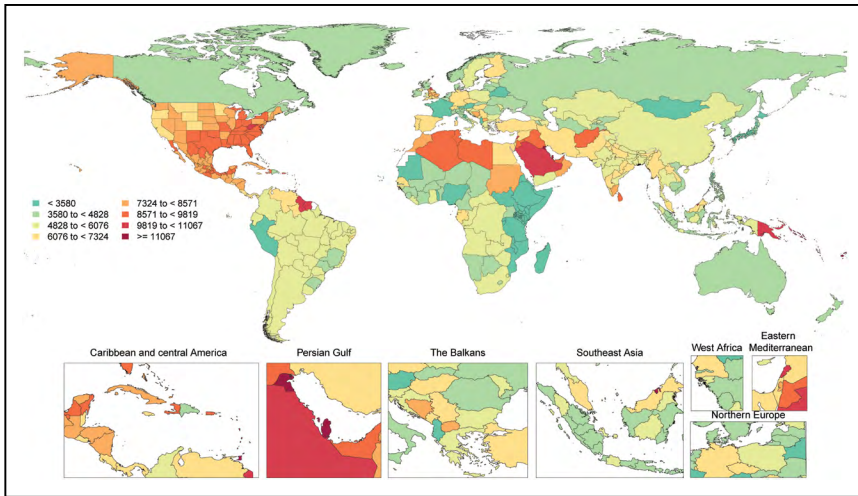 < 3580
3580 to < 4828
4828 to < 6076
6076 to < 7324
7324 to < 8571
8571 to < 9819
9819 to < 11067
>= 11067
Caribbean and central America
Persian Gulf
The Balkans
Southeast Asia
West Africa
Eastern
Mediterranean
Northern Europe